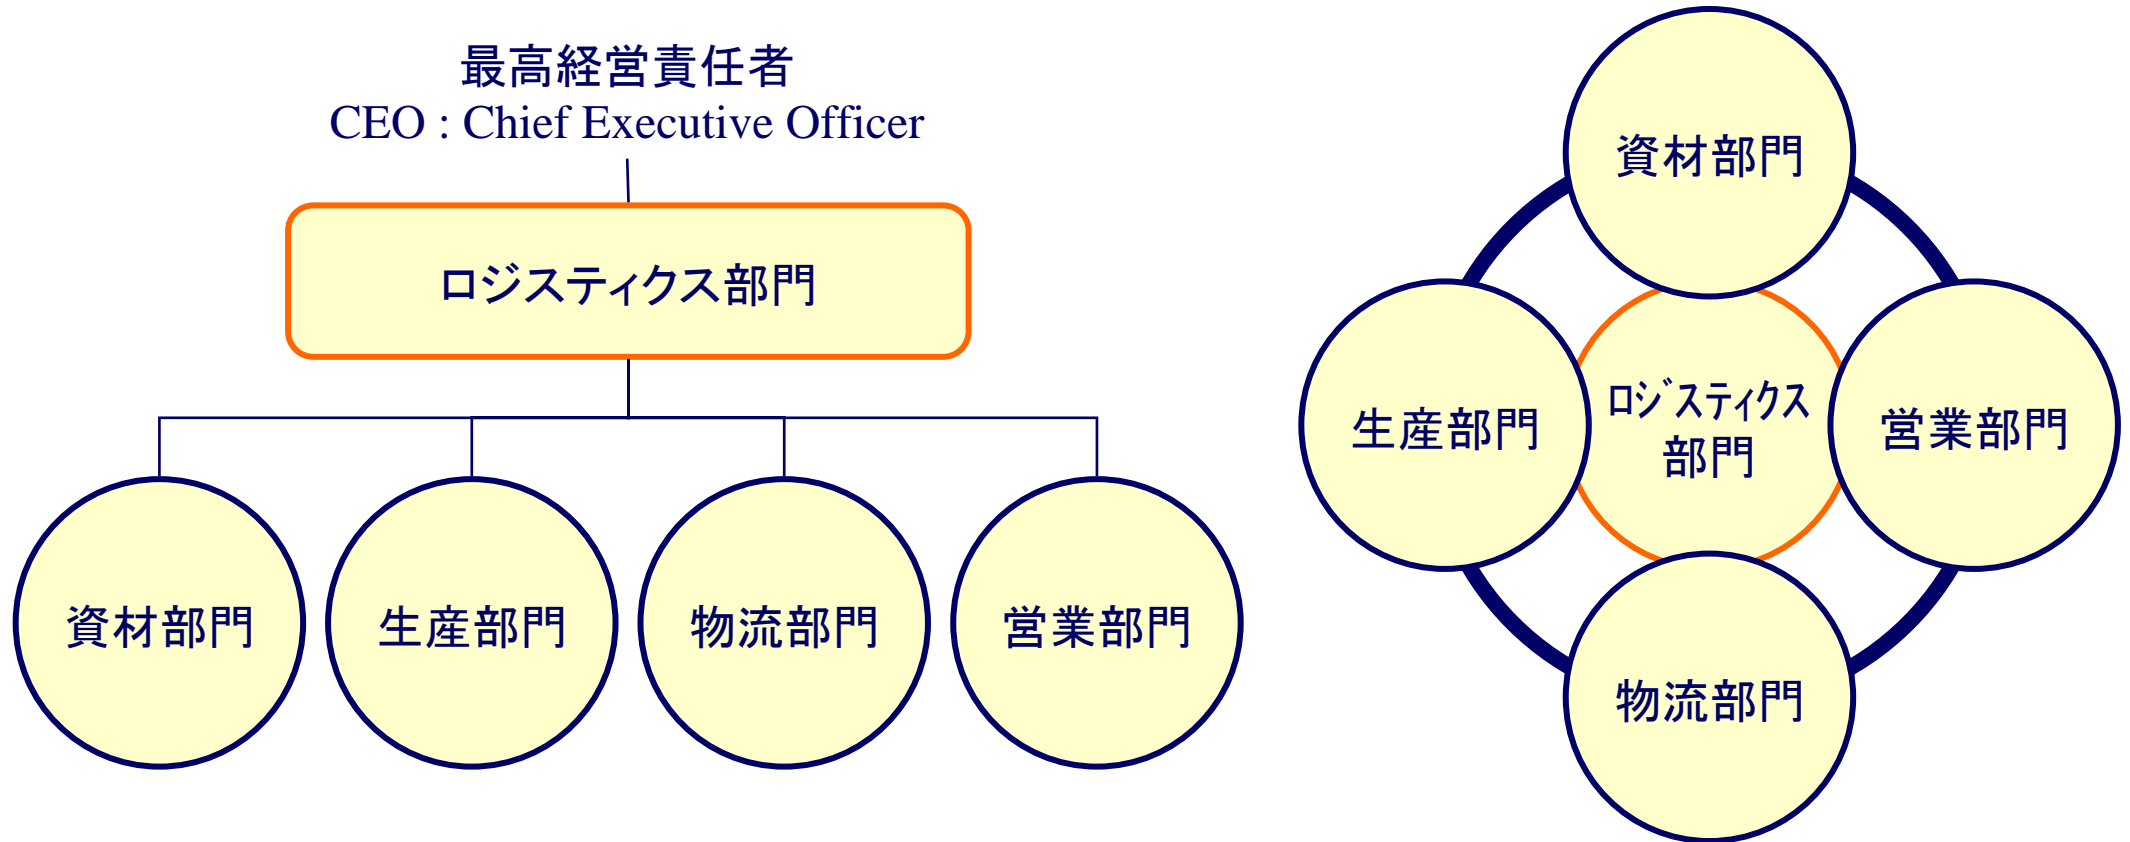 最高経営責任者
CEO : Chief Executive Officer
ロジスティクス部門
資材部門
生産部門
物流部門
営業部門
資材部門
生産部門
ﾛｼﾞｽﾃｨｸｽ
部門
営業部門
物流部門